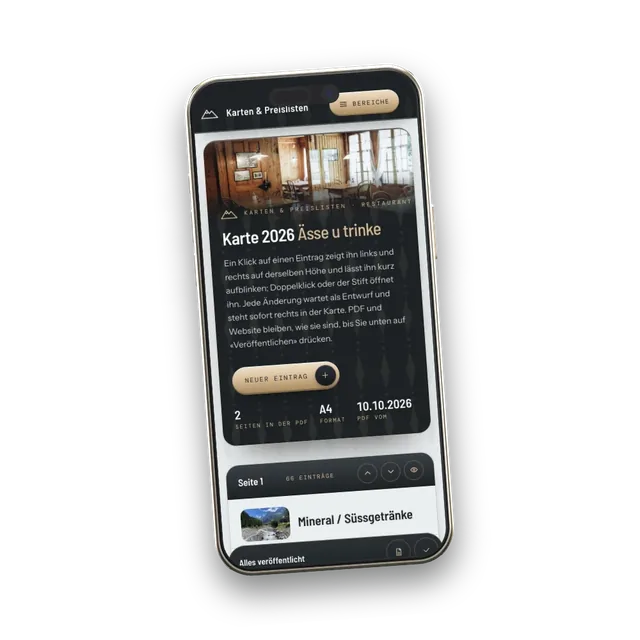 Karten & Preislisten
BEREICHE
KARTEN & PREISLISTEN · RESTAURANT
Karte 2026 Ässe u trinke
Ein Klick auf einen Eintrag zeigt ihn links und
rechts auf derselben Höhe und lässt ihn kurz
aufblinken; Doppelklick oder der Stift öffnet
ihn. Jede Änderung wartet als Entwurf und
steht sofort rechts in der Karte. PDF und
Website bleiben, wie sie sind, bis Sie unten auf
«Veröffentlichen» drücken.
NEUER EINTRAG
2 A4 10.10.2026
SEITEN IN DER PDF FORMAT PDF VOM
Seite 1 66 EINTRÄGE
Mineral / Süssgetränke
Alles veröffentlicht